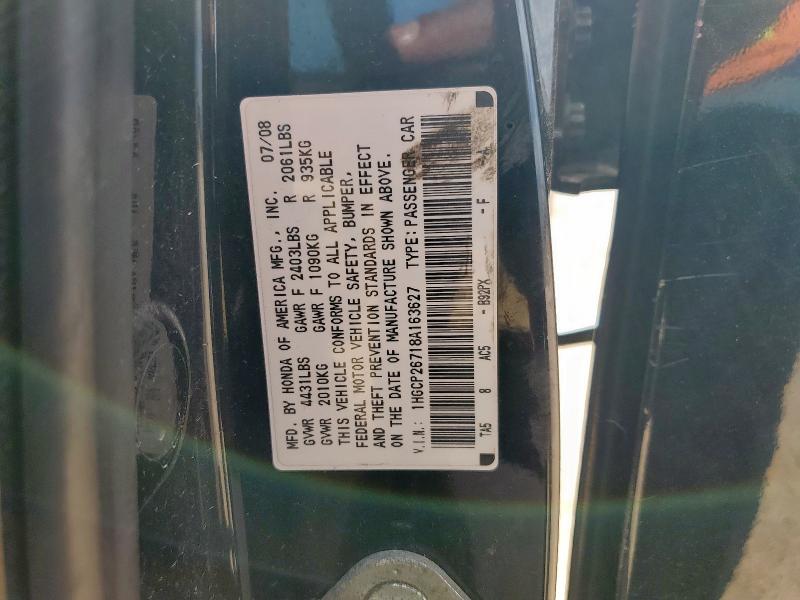 MFD. BY HONDA OF AMERICA MFG., INC. 07/08
GVWR 4431LBS GAWR F 2403LBS R 2061LBS
GVWR 2010KG GAWR F 1090KG R 935KG
THIS VEHICLE CONFORMS TO ALL APPLICABLE
FEDERAL MOTOR VEHICLE SAFETY, BUMPER,
AND THEFT PREVENTION STANDARDS IN EFFECT
ON THE DATE OF MANUFACTURE SHOWN ABOVE.
V.I.N.: 1HGCP26718A163627 TYPE: PASSENGER CAR
TA5 8 AC5 - B92PX - F